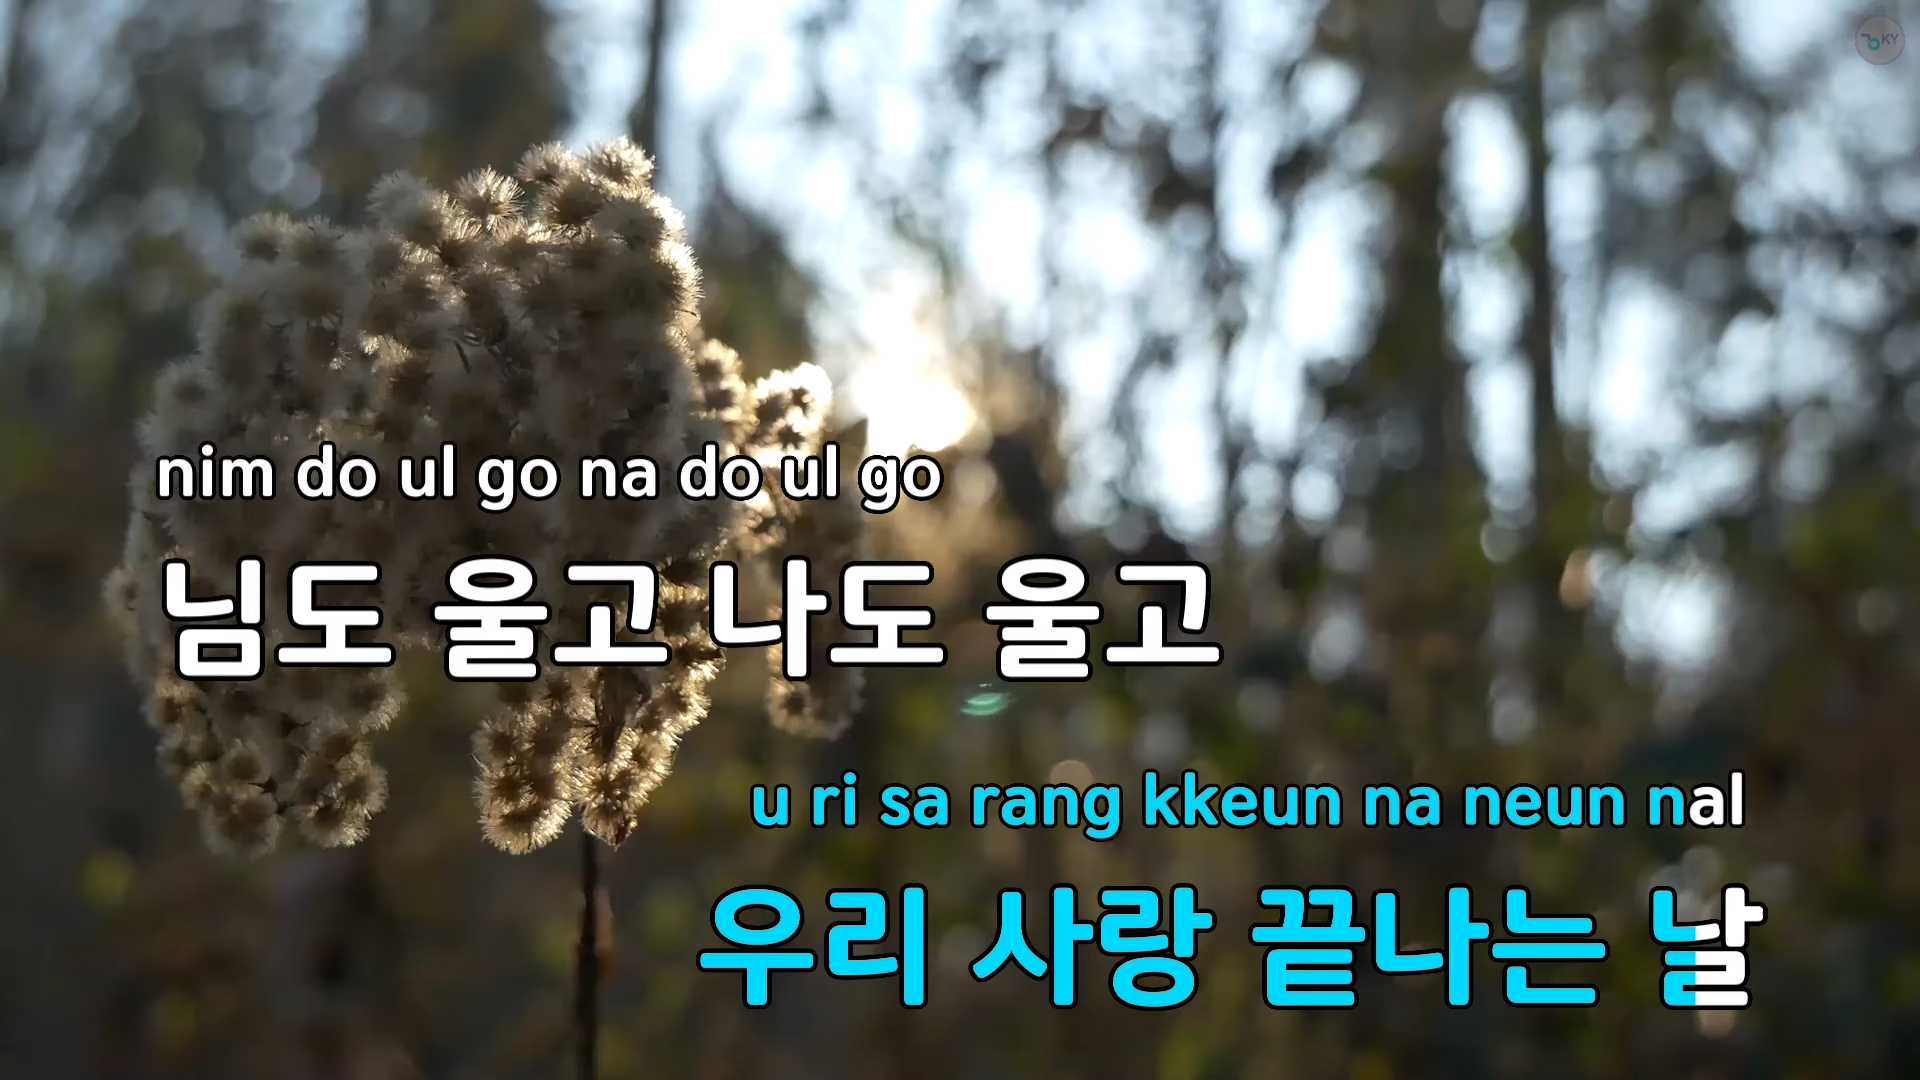 KY
nim do ul go na do ul go
님도 울고 나도 울고
u ri sa rang kkeun na neun nal
우리 사랑 끝나는 날